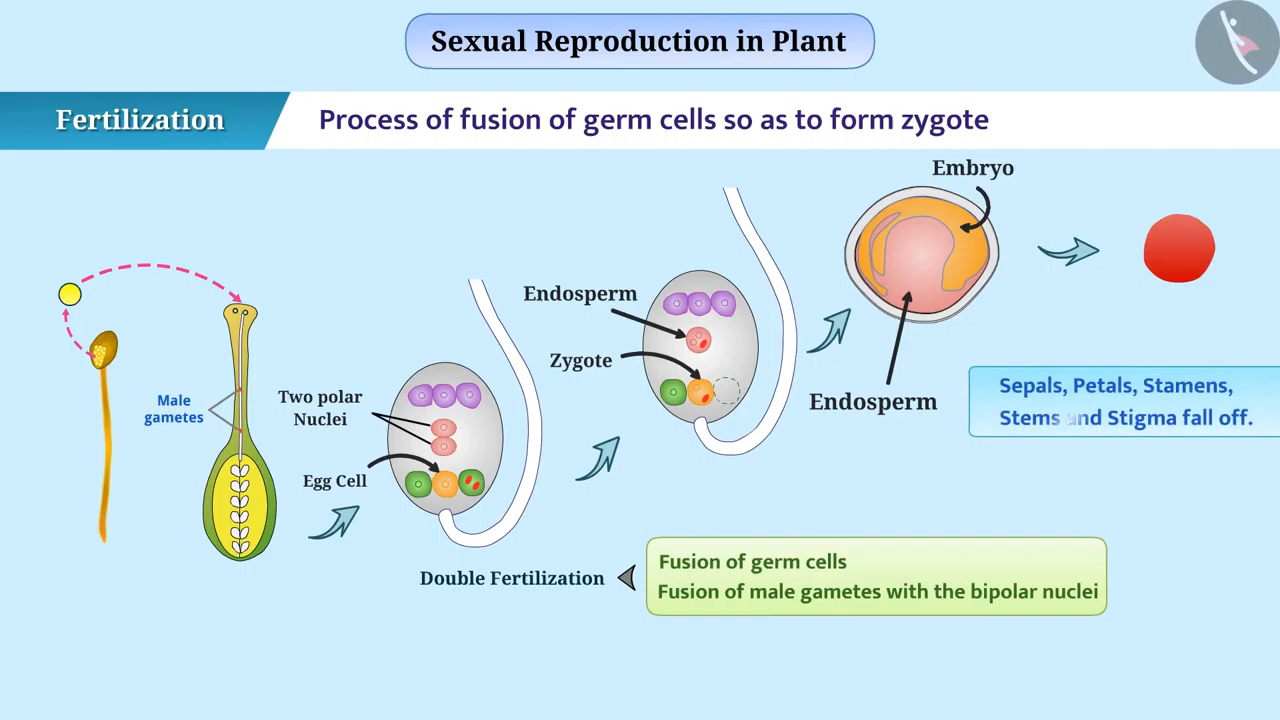 Sexual Reproduction in Plant
Fertilization
Process of fusion of germ cells so as to form zygote
Embryo
Endosperm
Zygote
Endosperm
Male
gametes
Two polar
Nuclei
Egg Cell
Sepals, Petals, Stamens,
Stems and Stigma fall off.
Double Fertilization
Fusion of germ cells
Fusion of male gametes with the bipolar nuclei